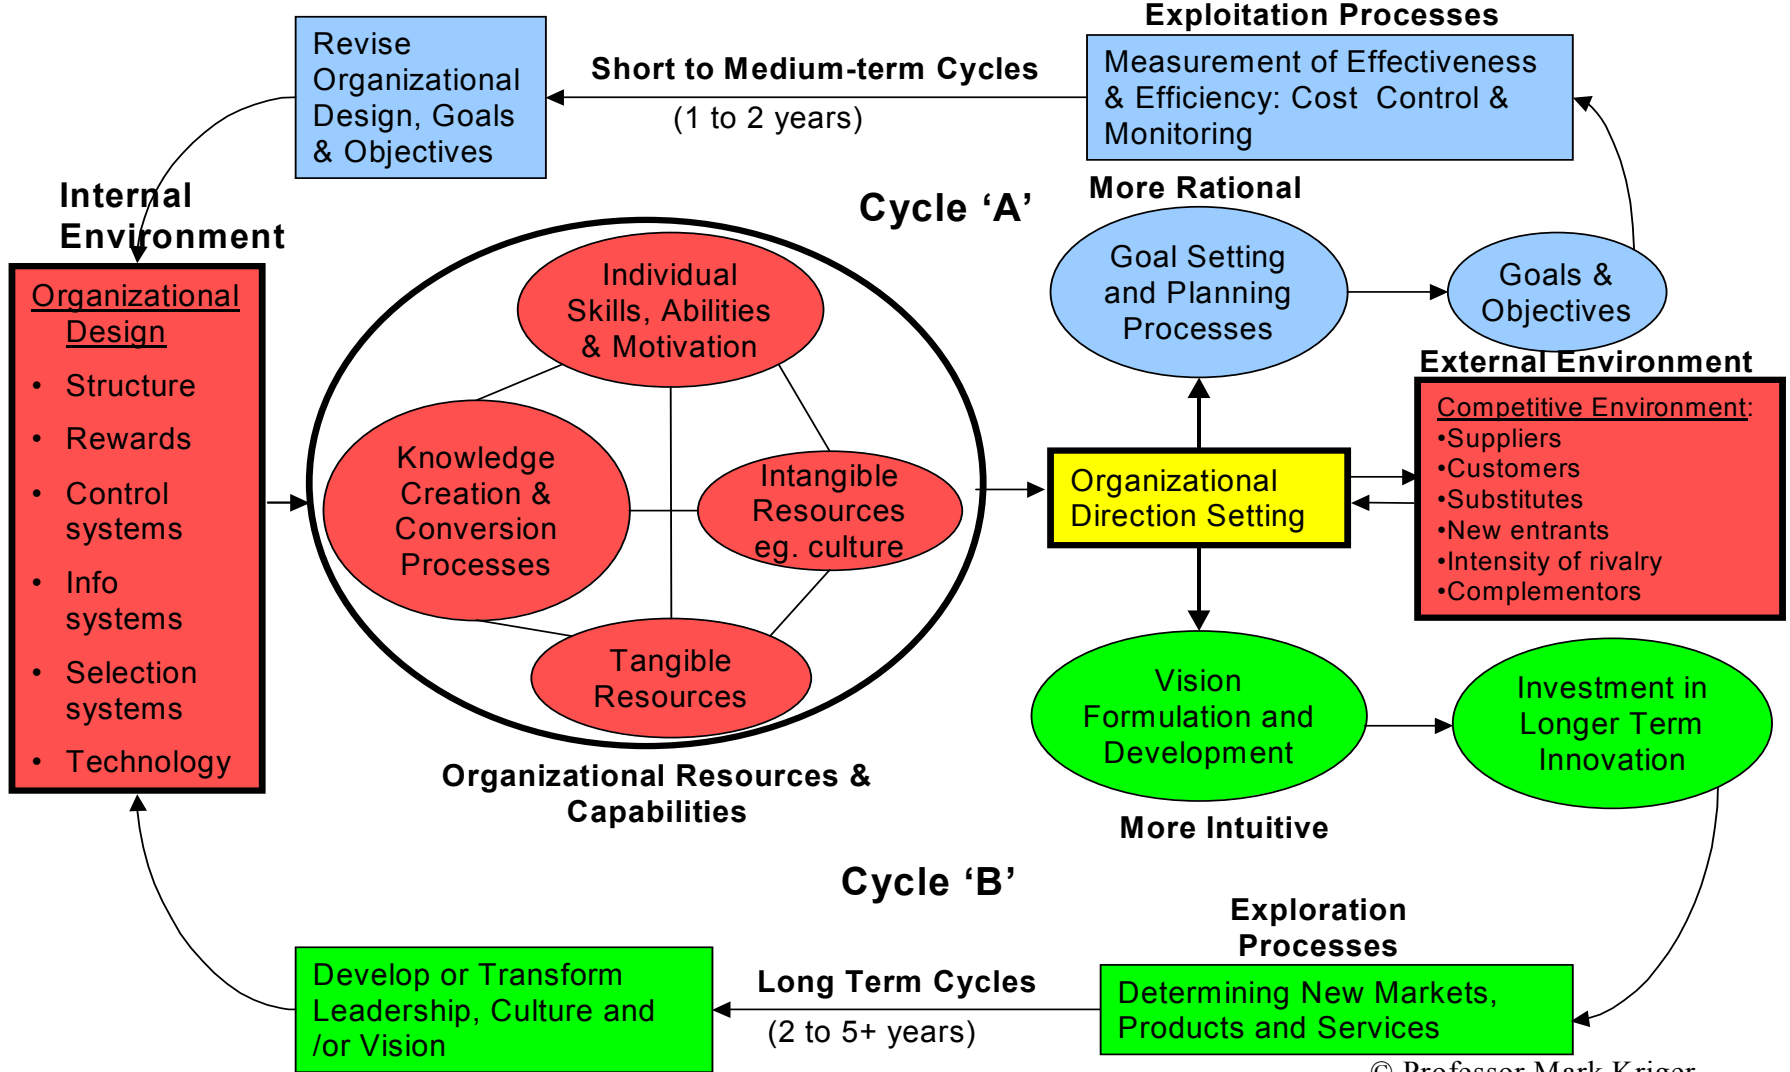 Exploitation Processes
Revise
Organizational
Design, Goals
& Objectives
Short to Medium-term Cycles
(1 to 2 years)
Measurement of Effectiveness
& Efficiency: Cost Control &
Monitoring
Internal
Environment
Cycle ‘A’
More Rational
Organizational
Design
• Structure
• Rewards
• Control
systems
• Info
systems
• Selection
systems
• Technology
Individual
Skills, Abilities
& Motivation
Knowledge
Creation &
Conversion
Processes
Intangible
Resources
eg. culture
Tangible
Resources
Organizational Resources &
Capabilities
Goal Setting
and Planning
Processes
Goals &
Objectives
External Environment
Competitive Environment:
•Suppliers
•Customers
•Substitutes
•New entrants
•Intensity of rivalry
•Complementors
Organizational
Direction Setting
Vision
Formulation and
Development
Investment in
Longer Term
Innovation
More Intuitive
Cycle ‘B’
Exploration
Processes
Develop or Transform
Leadership, Culture and
/or Vision
Long Term Cycles
(2 to 5+ years)
Determining New Markets,
Products and Services
© Professor Mark Kriger